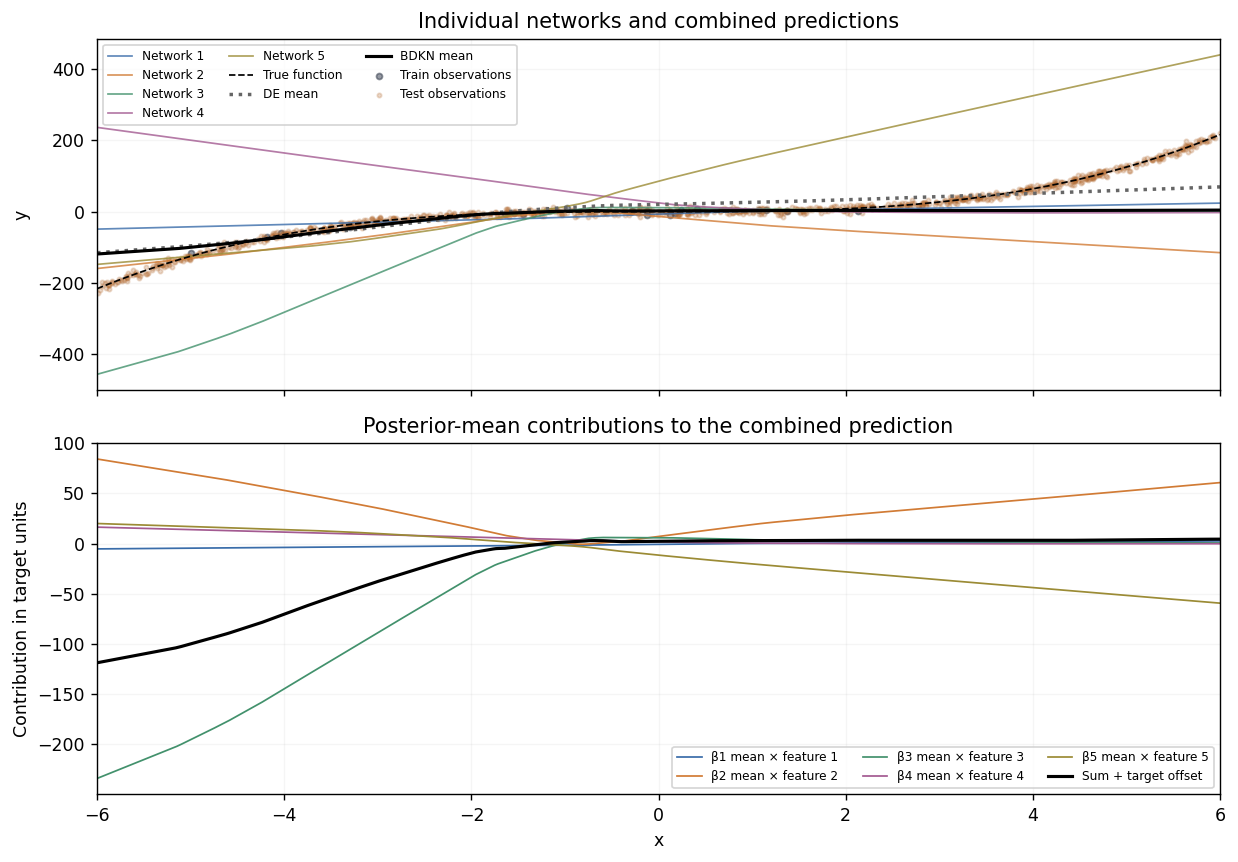 Individual networks and combined predictions
400
200
0
−200
−400
y
Network 1
Network 2
Network 3
Network 4
Network 5
True function
DE mean
BDKN mean
Train observations
Test observations
Posterior-mean contributions to the combined prediction
100
50
0
−50
−100
−150
−200
Contribution in target units
β1 mean × feature 1
β2 mean × feature 2
β3 mean × feature 3
β4 mean × feature 4
β5 mean × feature 5
Sum + target offset
−6
−4
−2
0
2
4
6
x